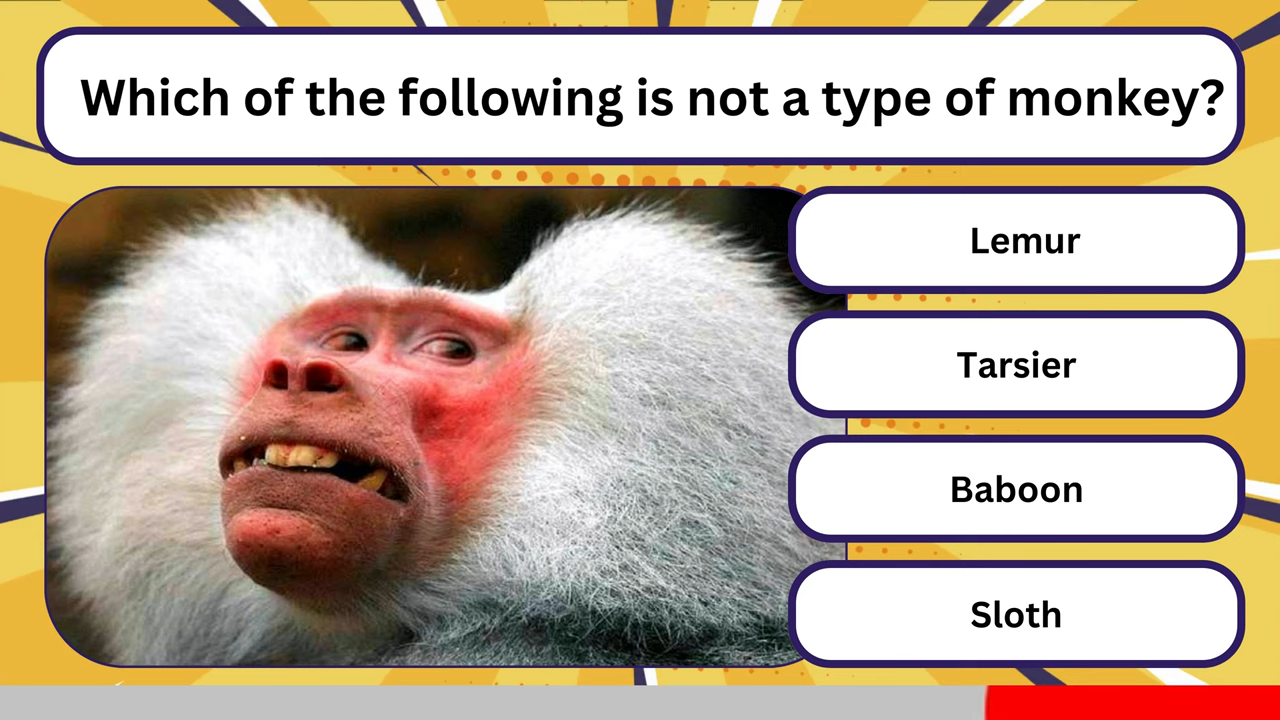 Which of the following is not a type of monkey?
Lemur
Tarsier
Baboon
Sloth